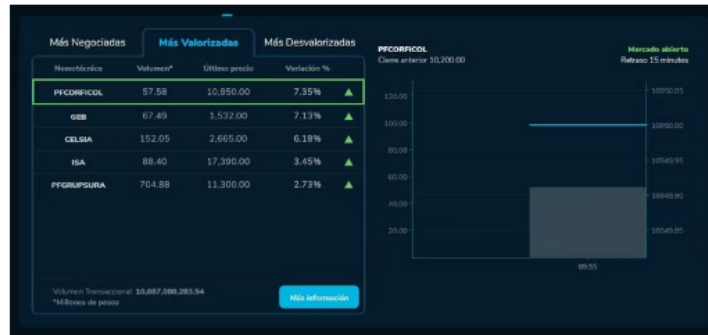 Más Negociadas Más Valorizadas Más Desvalorizadas
Nemotécnico Volumen* Último precio Variación %
PFCORFICOL 57.58 10,950.00 7.35%
GEB 67.49 1,532.00 7.13%
CELSIA 152.05 2,665.00 6.18%
ISA 88.40 17,390.00 3.45%
PFGRUPSURA 704.88 11,300.00 2.73%
Volumen Transaccional 10,687,080,283.54
*Millones de pesos
Más información
PFCORFICOL Mercado abierto
Cierre anterior 10,200.00 Retraso 15 minutos
120.00 10950.05
100.00 10950.00
80.00 10949.95
60.00 10949.90
40.00 10949.85
20.00
09:55